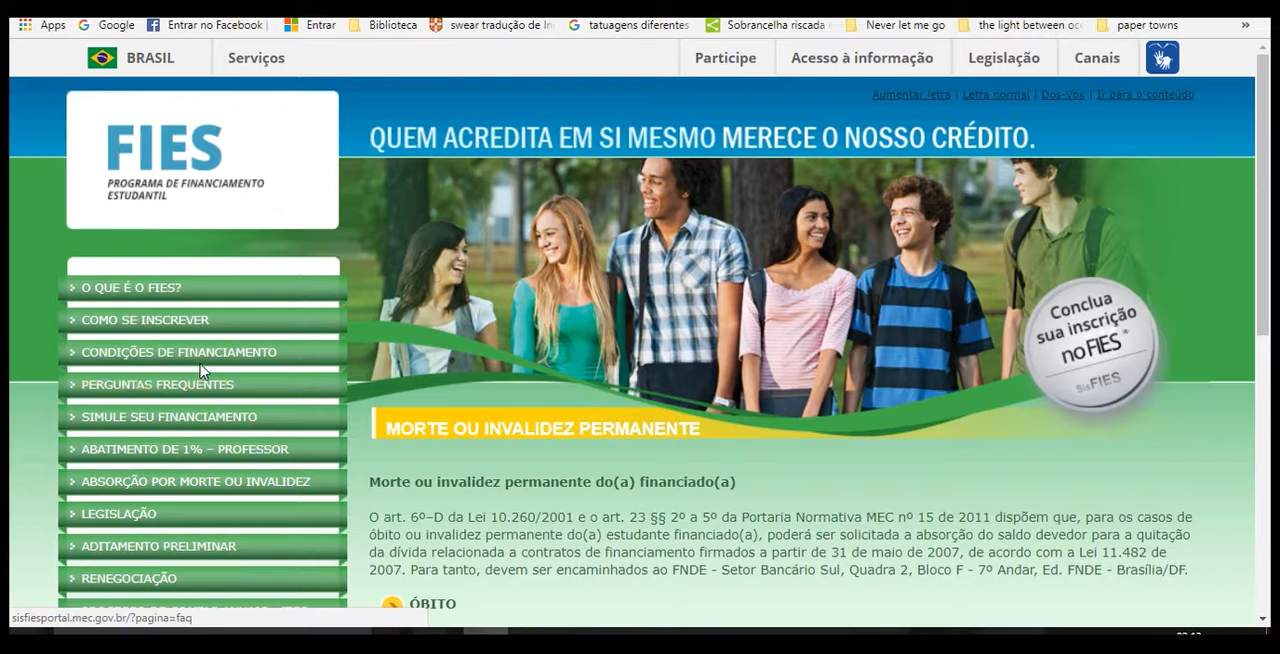 Apps Google Entrar no Facebook Entrar Biblioteca swear tradução de In tatuagens diferentes Sobrancelha riscada Never let me go the light between oc paper towns »
BRASIL Serviços Participe Acesso à informação Legislação Canais
Aumentar letra | Letra normal | Dos-Vox | Ir para o conteúdo
FIES
PROGRAMA DE FINANCIAMENTO
ESTUDANTIL
QUEM ACREDITA EM SI MESMO MERECE O NOSSO CRÉDITO.
Conclua
sua inscrição
no FIES
SisFIES
O QUE É O FIES?
COMO SE INSCREVER
CONDIÇÕES DE FINANCIAMENTO
PERGUNTAS FREQUENTES
SIMULE SEU FINANCIAMENTO
ABATIMENTO DE 1% – PROFESSOR
ABSORÇÃO POR MORTE OU INVALIDEZ
LEGISLAÇÃO
ADITAMENTO PRELIMINAR
RENEGOCIAÇÃO
MORTE OU INVALIDEZ PERMANENTE
Morte ou invalidez permanente do(a) financiado(a)
O art. 6º–D da Lei 10.260/2001 e o art. 23 §§ 2º a 5º da Portaria Normativa MEC nº 15 de 2011 dispõem que, para os casos de
óbito ou invalidez permanente do(a) estudante financiado(a), poderá ser solicitada a absorção do saldo devedor para a quitação
da dívida relacionada a contratos de financiamento firmados a partir de 31 de maio de 2007, de acordo com a Lei 11.482 de
2007. Para tanto, devem ser encaminhados ao FNDE - Setor Bancário Sul, Quadra 2, Bloco F - 7º Andar, Ed. FNDE - Brasília/DF.
ÓBITO
sisfiesportal.mec.gov.br/?pagina=faq